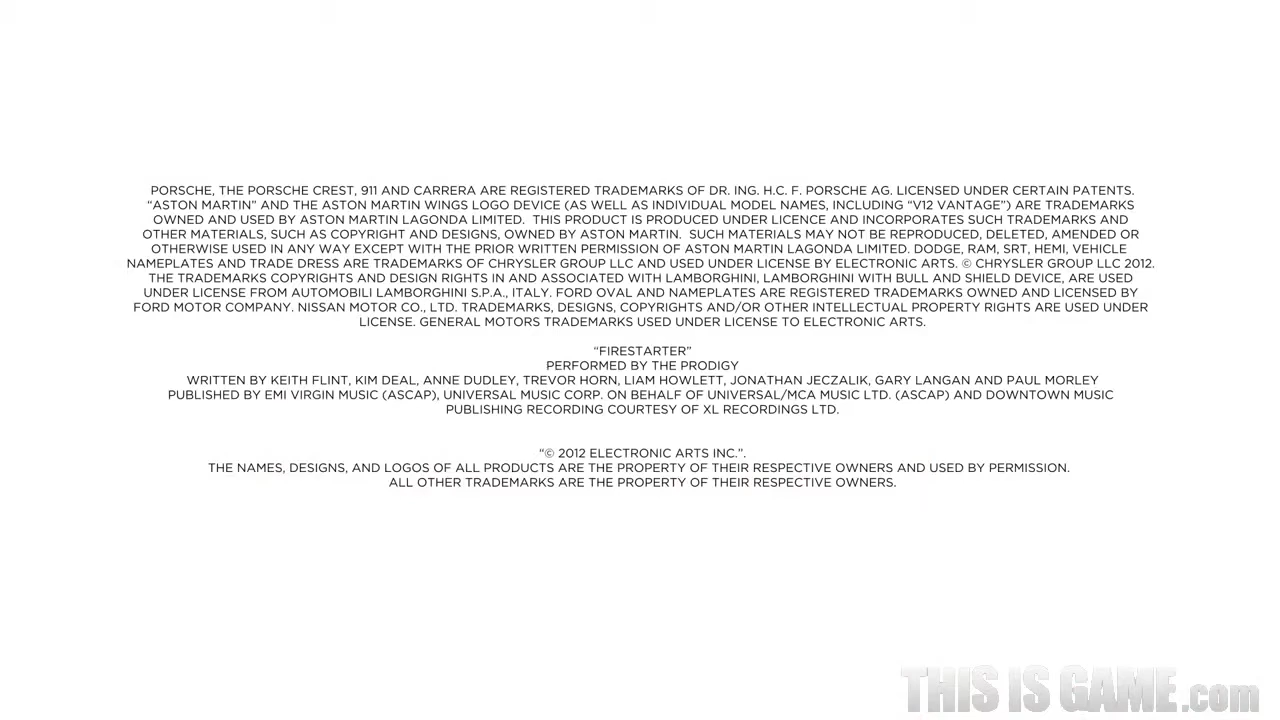 PORSCHE, THE PORSCHE CREST, 911 AND CARRERA ARE REGISTERED TRADEMARKS OF DR. ING. H.C. F. PORSCHE AG. LICENSED UNDER CERTAIN PATENTS.
“ASTON MARTIN” AND THE ASTON MARTIN WINGS LOGO DEVICE (AS WELL AS INDIVIDUAL MODEL NAMES, INCLUDING “V12 VANTAGE”) ARE TRADEMARKS
OWNED AND USED BY ASTON MARTIN LAGONDA LIMITED.  THIS PRODUCT IS PRODUCED UNDER LICENCE AND INCORPORATES SUCH TRADEMARKS AND
OTHER MATERIALS, SUCH AS COPYRIGHT AND DESIGNS, OWNED BY ASTON MARTIN.  SUCH MATERIALS MAY NOT BE REPRODUCED, DELETED, AMENDED OR
OTHERWISE USED IN ANY WAY EXCEPT WITH THE PRIOR WRITTEN PERMISSION OF ASTON MARTIN LAGONDA LIMITED. DODGE, RAM, SRT, HEMI, VEHICLE
NAMEPLATES AND TRADE DRESS ARE TRADEMARKS OF CHRYSLER GROUP LLC AND USED UNDER LICENSE BY ELECTRONIC ARTS. © CHRYSLER GROUP LLC 2012.
THE TRADEMARKS COPYRIGHTS AND DESIGN RIGHTS IN AND ASSOCIATED WITH LAMBORGHINI, LAMBORGHINI WITH BULL AND SHIELD DEVICE, ARE USED
UNDER LICENSE FROM AUTOMOBILI LAMBORGHINI S.P.A., ITALY. FORD OVAL AND NAMEPLATES ARE REGISTERED TRADEMARKS OWNED AND LICENSED BY
FORD MOTOR COMPANY. NISSAN MOTOR CO., LTD. TRADEMARKS, DESIGNS, COPYRIGHTS AND/OR OTHER INTELLECTUAL PROPERTY RIGHTS ARE USED UNDER
LICENSE. GENERAL MOTORS TRADEMARKS USED UNDER LICENSE TO ELECTRONIC ARTS.
“FIRESTARTER”
PERFORMED BY THE PRODIGY
WRITTEN BY KEITH FLINT, KIM DEAL, ANNE DUDLEY, TREVOR HORN, LIAM HOWLETT, JONATHAN JECZALIK, GARY LANGAN AND PAUL MORLEY
PUBLISHED BY EMI VIRGIN MUSIC (ASCAP), UNIVERSAL MUSIC CORP. ON BEHALF OF UNIVERSAL/MCA MUSIC LTD. (ASCAP) AND DOWNTOWN MUSIC
PUBLISHING RECORDING COURTESY OF XL RECORDINGS LTD.
“© 2012 ELECTRONIC ARTS INC.”.
THE NAMES, DESIGNS, AND LOGOS OF ALL PRODUCTS ARE THE PROPERTY OF THEIR RESPECTIVE OWNERS AND USED BY PERMISSION.
ALL OTHER TRADEMARKS ARE THE PROPERTY OF THEIR RESPECTIVE OWNERS.
THIS IS GAME.com